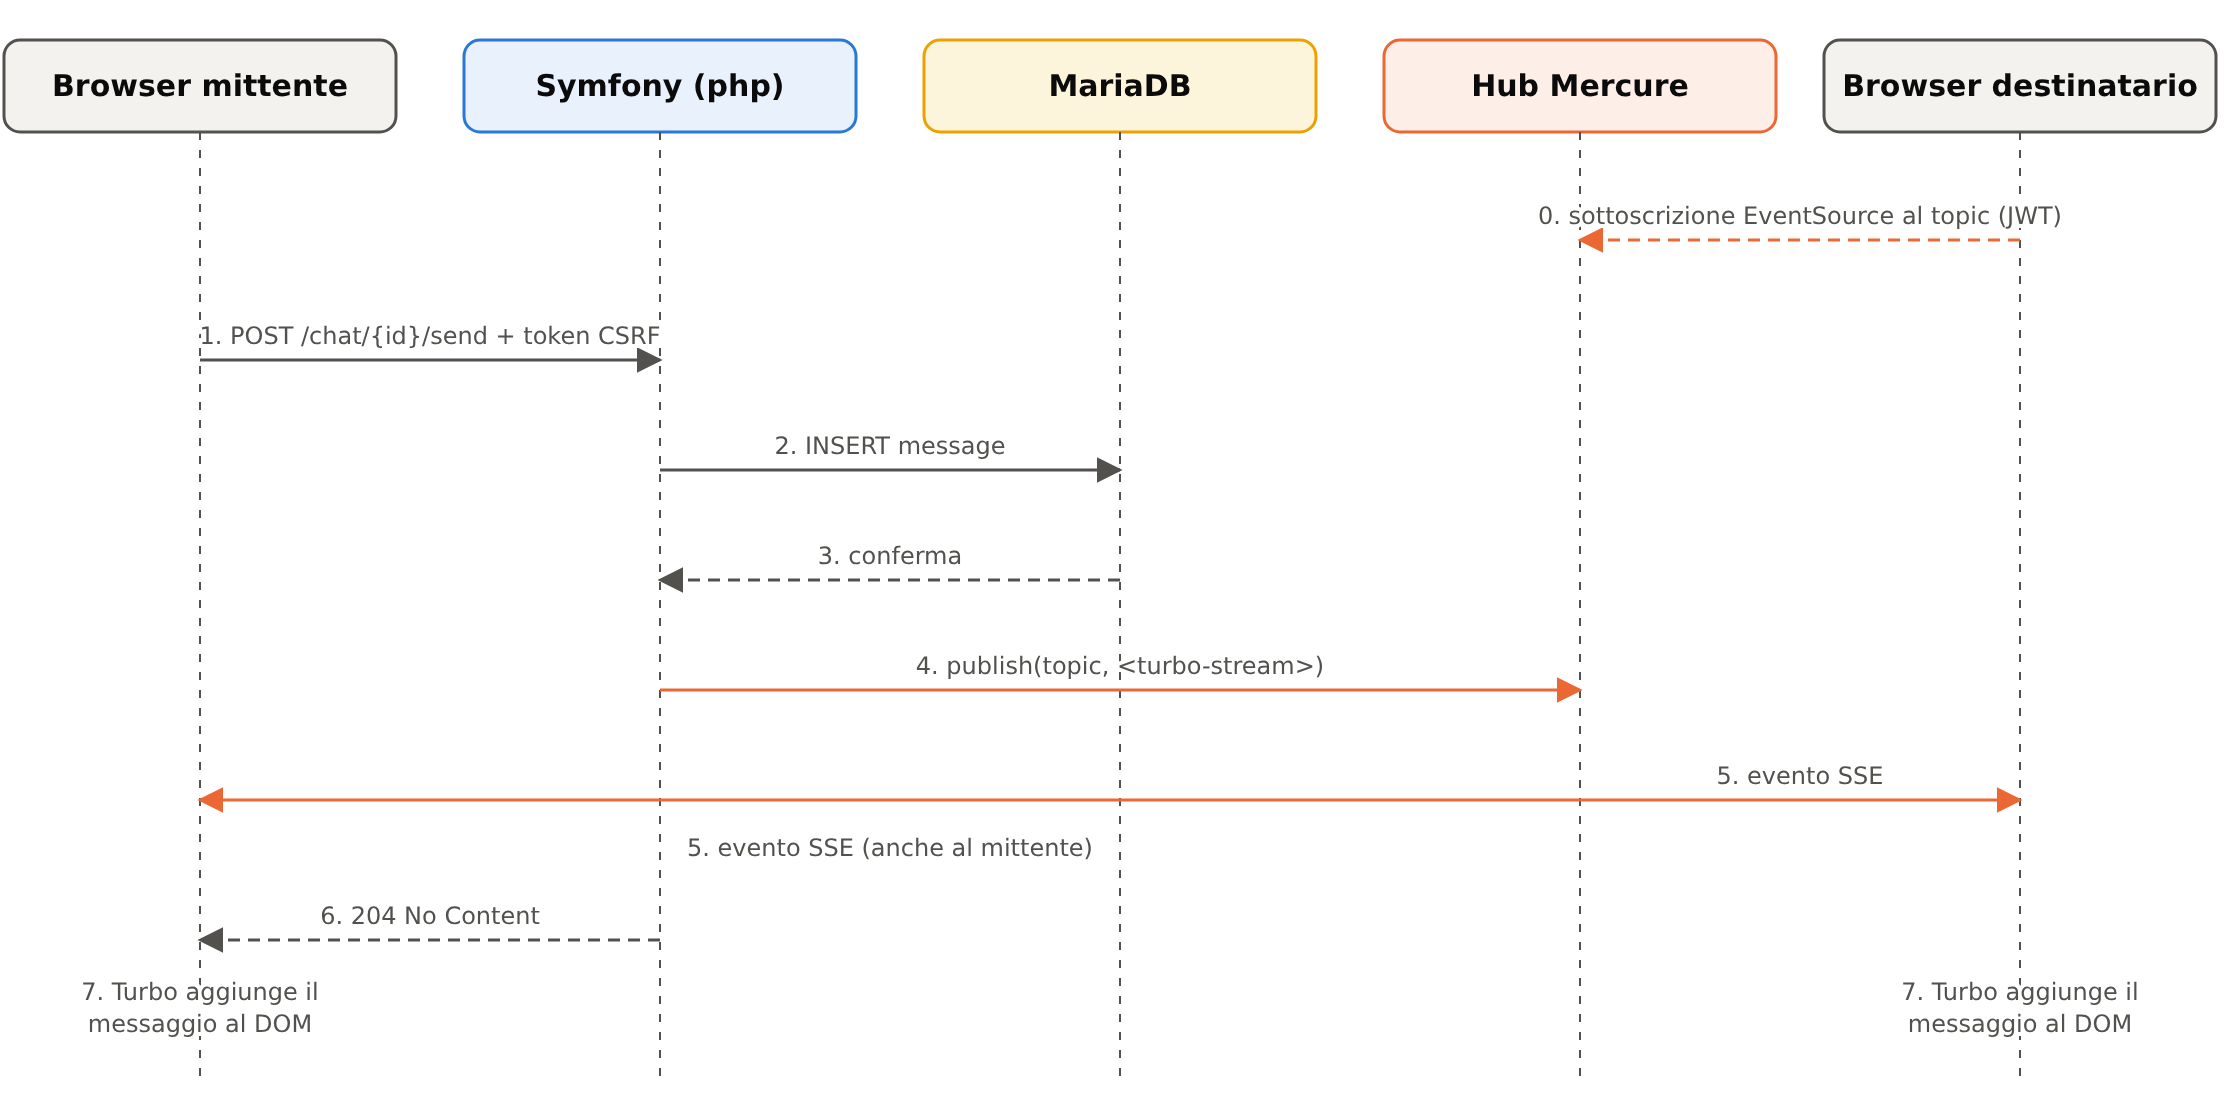 Browser mittente
Symfony (php)
MariaDB
Hub Mercure
Browser destinatario
0. sottoscrizione EventSource al topic (JWT)
1. POST /chat/{id}/send + token CSRF
2. INSERT message
3. conferma
4. publish(topic, <turbo-stream>)
5. evento SSE
5. evento SSE (anche al mittente)
6. 204 No Content
7. Turbo aggiunge il
messaggio al DOM
7. Turbo aggiunge il
messaggio al DOM